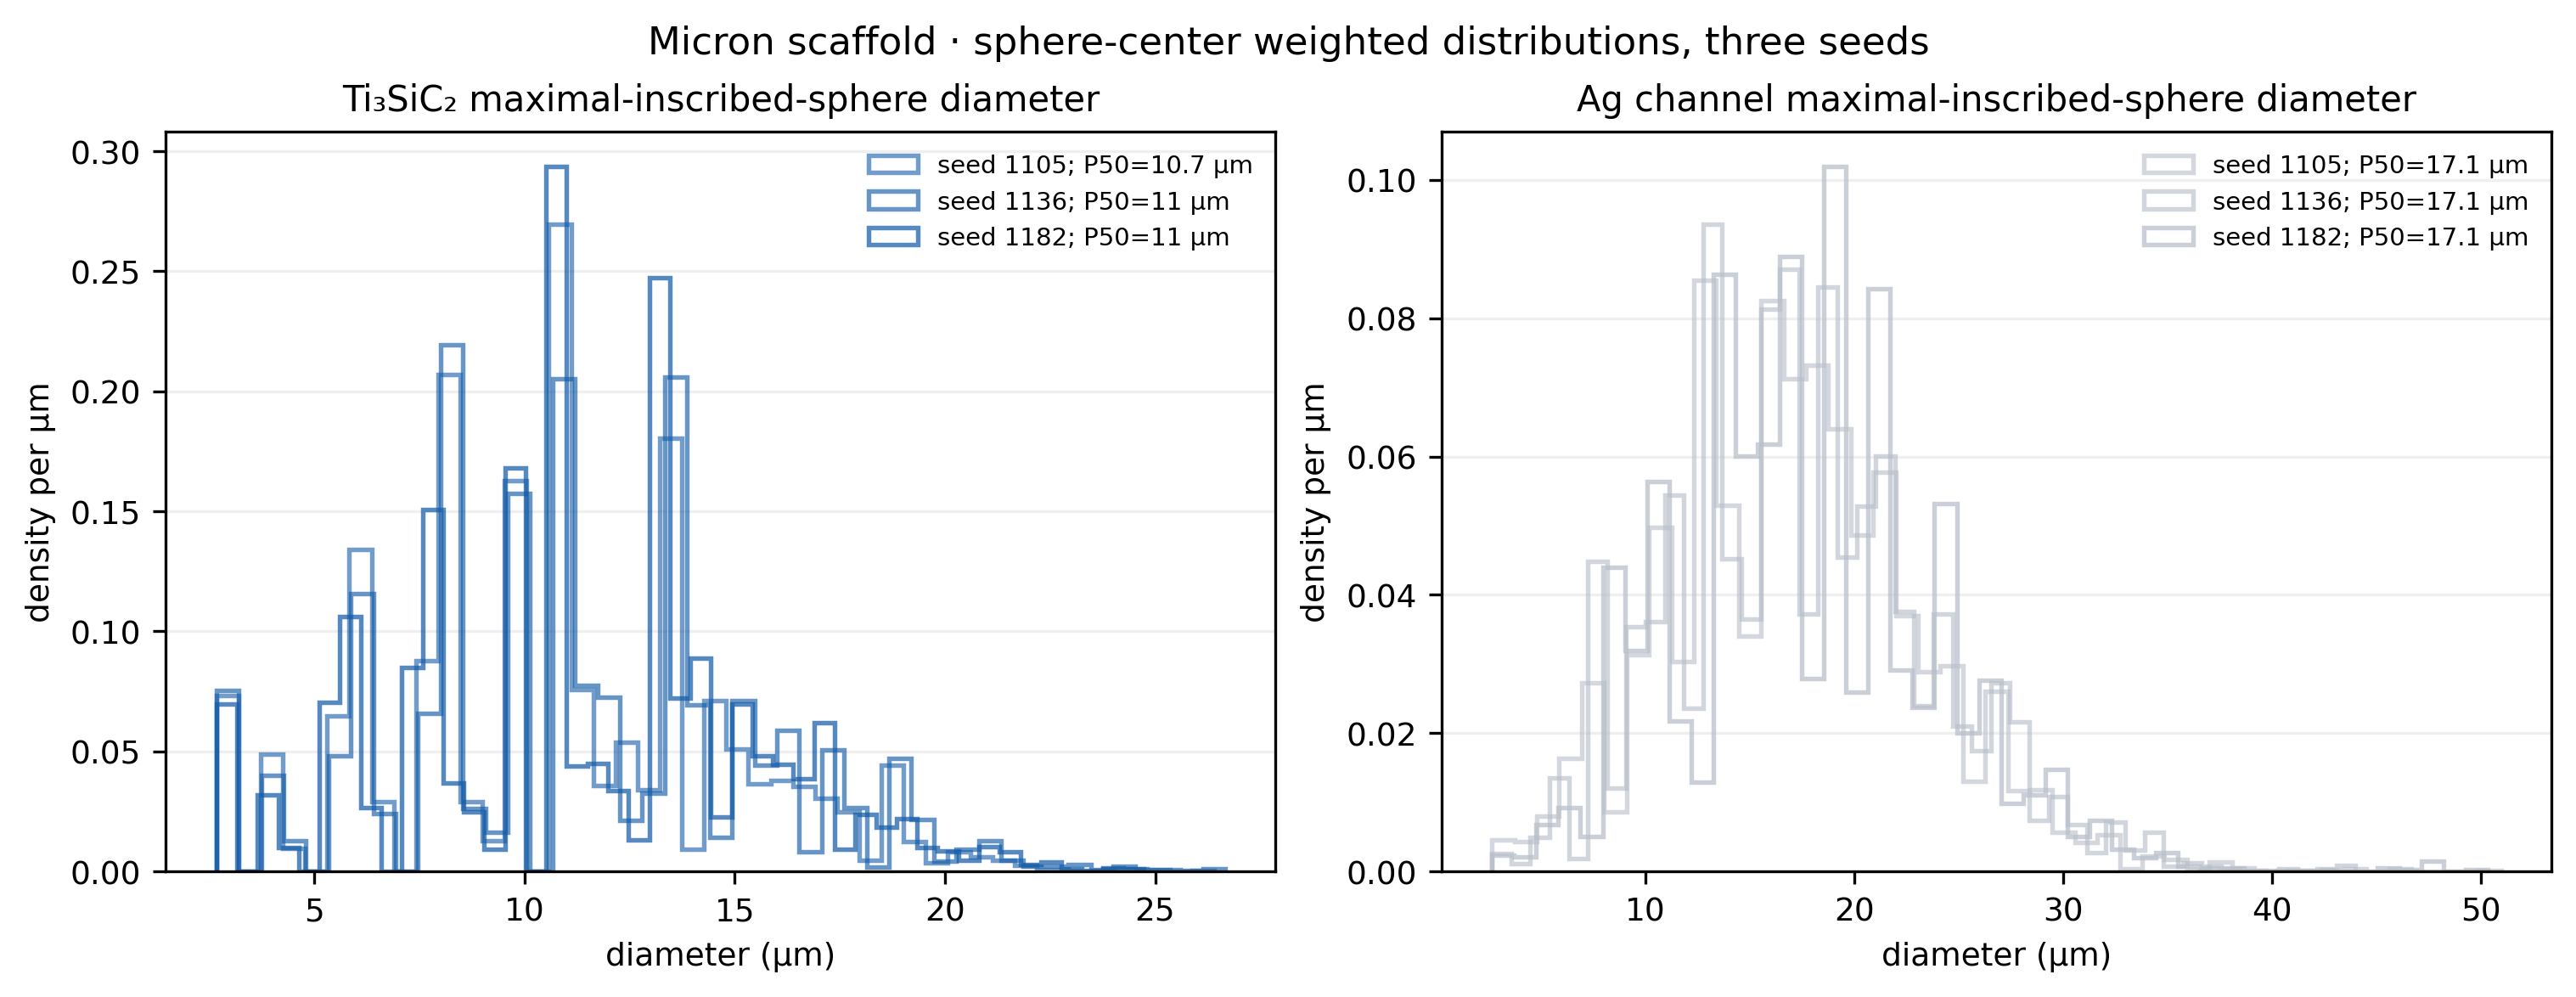 Micron scaffold · sphere-center weighted distributions, three seeds
Ti₃SiC₂ maximal-inscribed-sphere diameter
0.30
0.25
0.20
0.15
0.10
0.05
0.00
density per µm
seed 1105; P50=10.7 µm
seed 1136; P50=11 µm
seed 1182; P50=11 µm
5 10 15 20 25
diameter (µm)
Ag channel maximal-inscribed-sphere diameter
0.10
0.08
0.06
0.04
0.02
0.00
density per µm
seed 1105; P50=17.1 µm
seed 1136; P50=17.1 µm
seed 1182; P50=17.1 µm
10 20 30 40 50
diameter (µm)